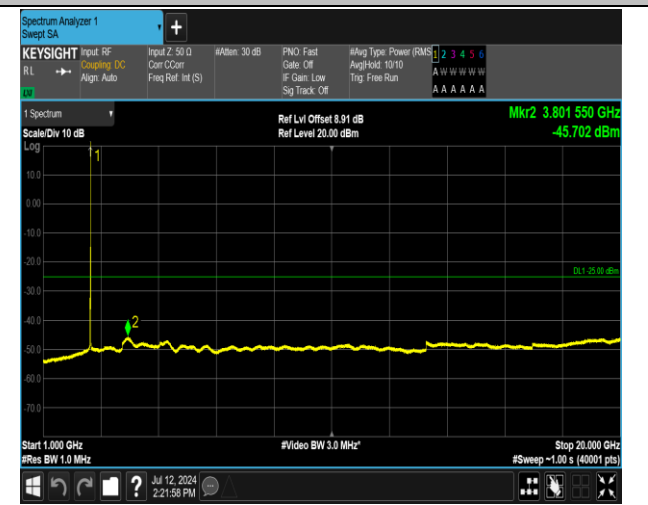 Spectrum Analyzer 1
Swept SA
+
KEYSIGHT Input: RF Input Z: 50 Ω #Atten: 30 dB PNO: Fast #Avg Type: Power (RMS 1 2 3 4 5 6
RL Coupling: DC Corr CCorr Gate: Off Avg|Hold: 10/10 A W W W W W
Align: Auto Freq Ref: Int (S) IF Gain: Low Trig: Free Run
Sig Track: Off A A A A A A
1 Spectrum
Ref Lvl Offset 8.91 dB Mkr2 3.801 550 GHz
Scale/Div 10 dB Ref Level 20.00 dBm -45.702 dBm
Log
1
10.0
0.00
-10.0
-20.0
DL1 -25.00 dBm
-30.0
-40.0
2
-60.0
-70.0
Start 1.000 GHz #Video BW 3.0 MHz* Stop 20.000 GHz
#Res BW 1.0 MHz #Sweep ~1.00 s (40001 pts)
? Jul 12, 2024
2:21:58 PM